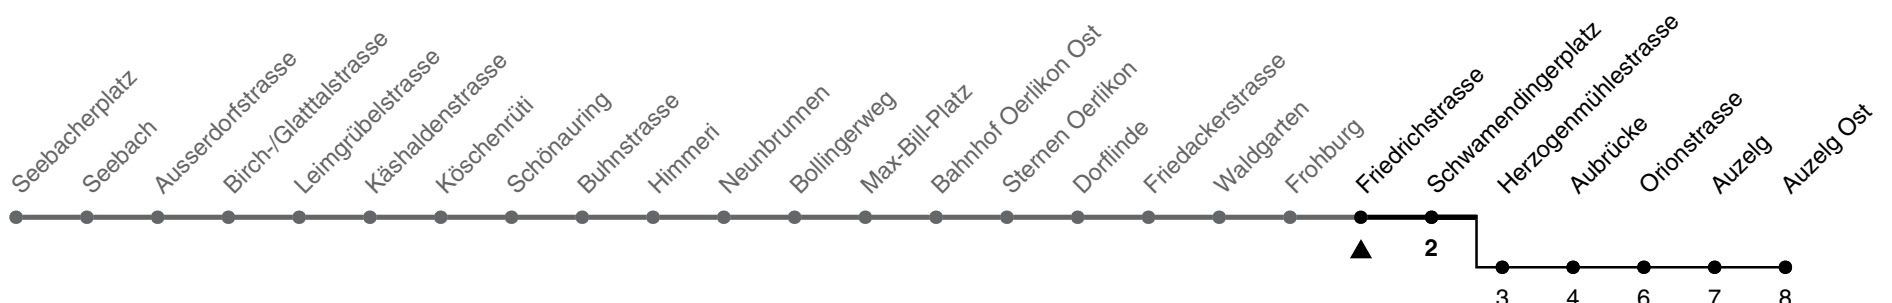 Seebacherplatz
Seebach
Ausserdorfstrasse
Birch-/Glatttalstrasse
Leimgrübelstrasse
Käshaldenstrasse
Köschenrüti
Schönauring
Buhnstrasse
Himmeri
Neunbrunnen
Bollingerweg
Max-Bill-Platz
Bahnhof Oerlikon Ost
Sternen Oerlikon
Dorflinde
Friedackerstrasse
Waldgarten
Frohburg
Friedrichstrasse
Schwamendingerplatz
Herzogenmühlestrasse
Aubrücke
Orionstrasse
Auzelg
Auzelg Ost
2
3 4 6 7 8